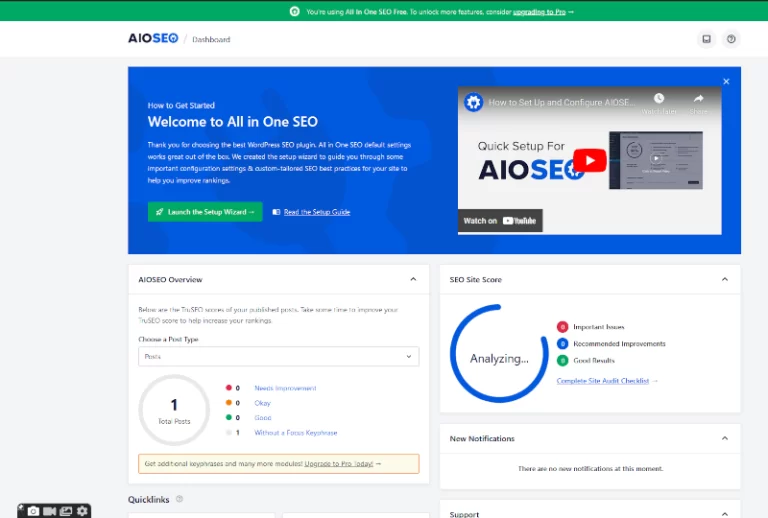 You're using All in One SEO Free. To unlock more features, consider upgrading to Pro →
AIOSEO / Dashboard
How to Get Started
Welcome to All in One SEO
Thank you for choosing the best WordPress SEO plugin. All in One SEO default settings
works great out of the box. We created the setup wizard to guide you through some
important configuration settings & custom-tailored SEO best practices for your site to
help you improve rankings.
Launch the Setup Wizard →
Read the Setup Guide
How to Set Up and Configure AIOSE...
Quick Setup For
AIOSEO
Watch on YouTube
AIOSEO Overview
Below are the TruSEO scores of your published posts. Take some time to improve your
TruSEO score to help increase your rankings.
Choose a Post Type
Posts
1
Total Posts
0 Needs Improvement
0 Okay
0 Good
1 Without a Focus Keyphrase
Get additional keyphrases and many more modules! Upgrade to Pro Today! →
Quicklinks
SEO Site Score
Analyzing...
0 Important Issues
0 Recommended Improvements
0 Good Results
Complete Site Audit Checklist →
New Notifications
There are no new notifications at this moment.
Support